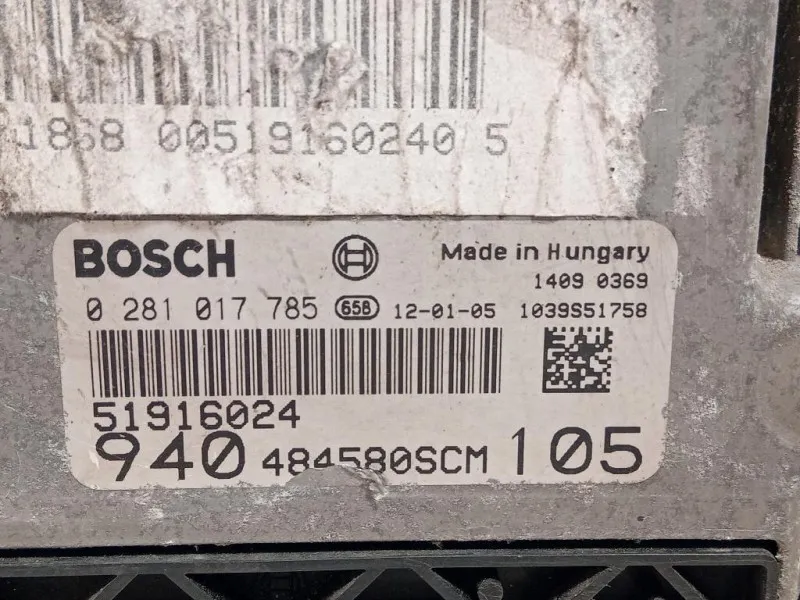 1868 00519160240 5
BOSCH Made in Hungary
1409 0369
0 281 017 785 658 12-01-05 1039S51758
51916024
940 484580SCM 105